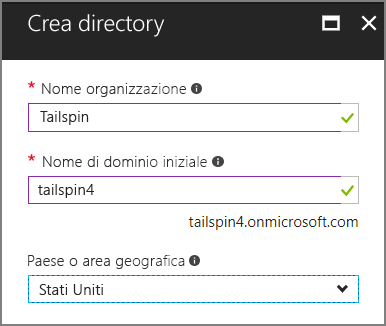 Crea directory
* Nome organizzazione
Tailspin
* Nome di dominio iniziale
tailspin4
tailspin4.onmicrosoft.com
Paese o area geografica
Stati Uniti